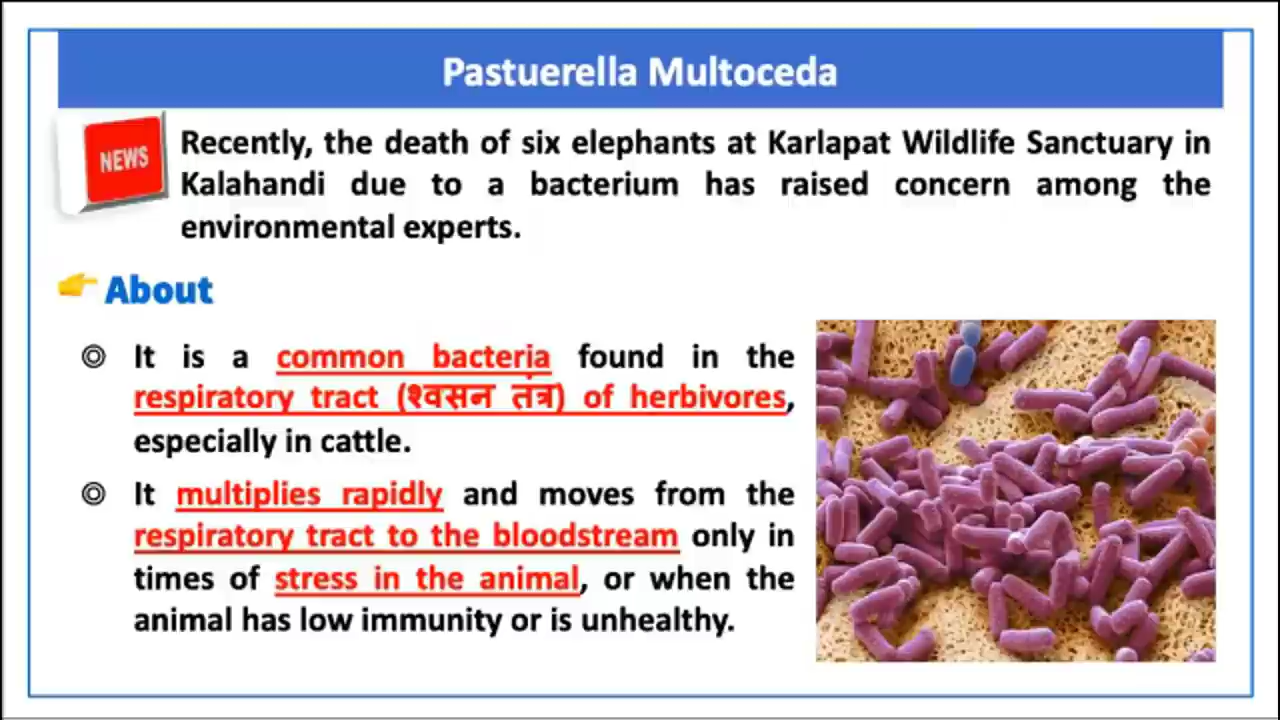 Pastuerella Multoceda
NEWS
Recently, the death of six elephants at Karlapat Wildlife Sanctuary in
Kalahandi due to a bacterium has raised concern among the
environmental experts.
About
It is a common bacteria found in the
respiratory tract (श्वसन तंत्र) of herbivores,
especially in cattle.
It multiplies rapidly and moves from the
respiratory tract to the bloodstream only in
times of stress in the animal, or when the
animal has low immunity or is unhealthy.